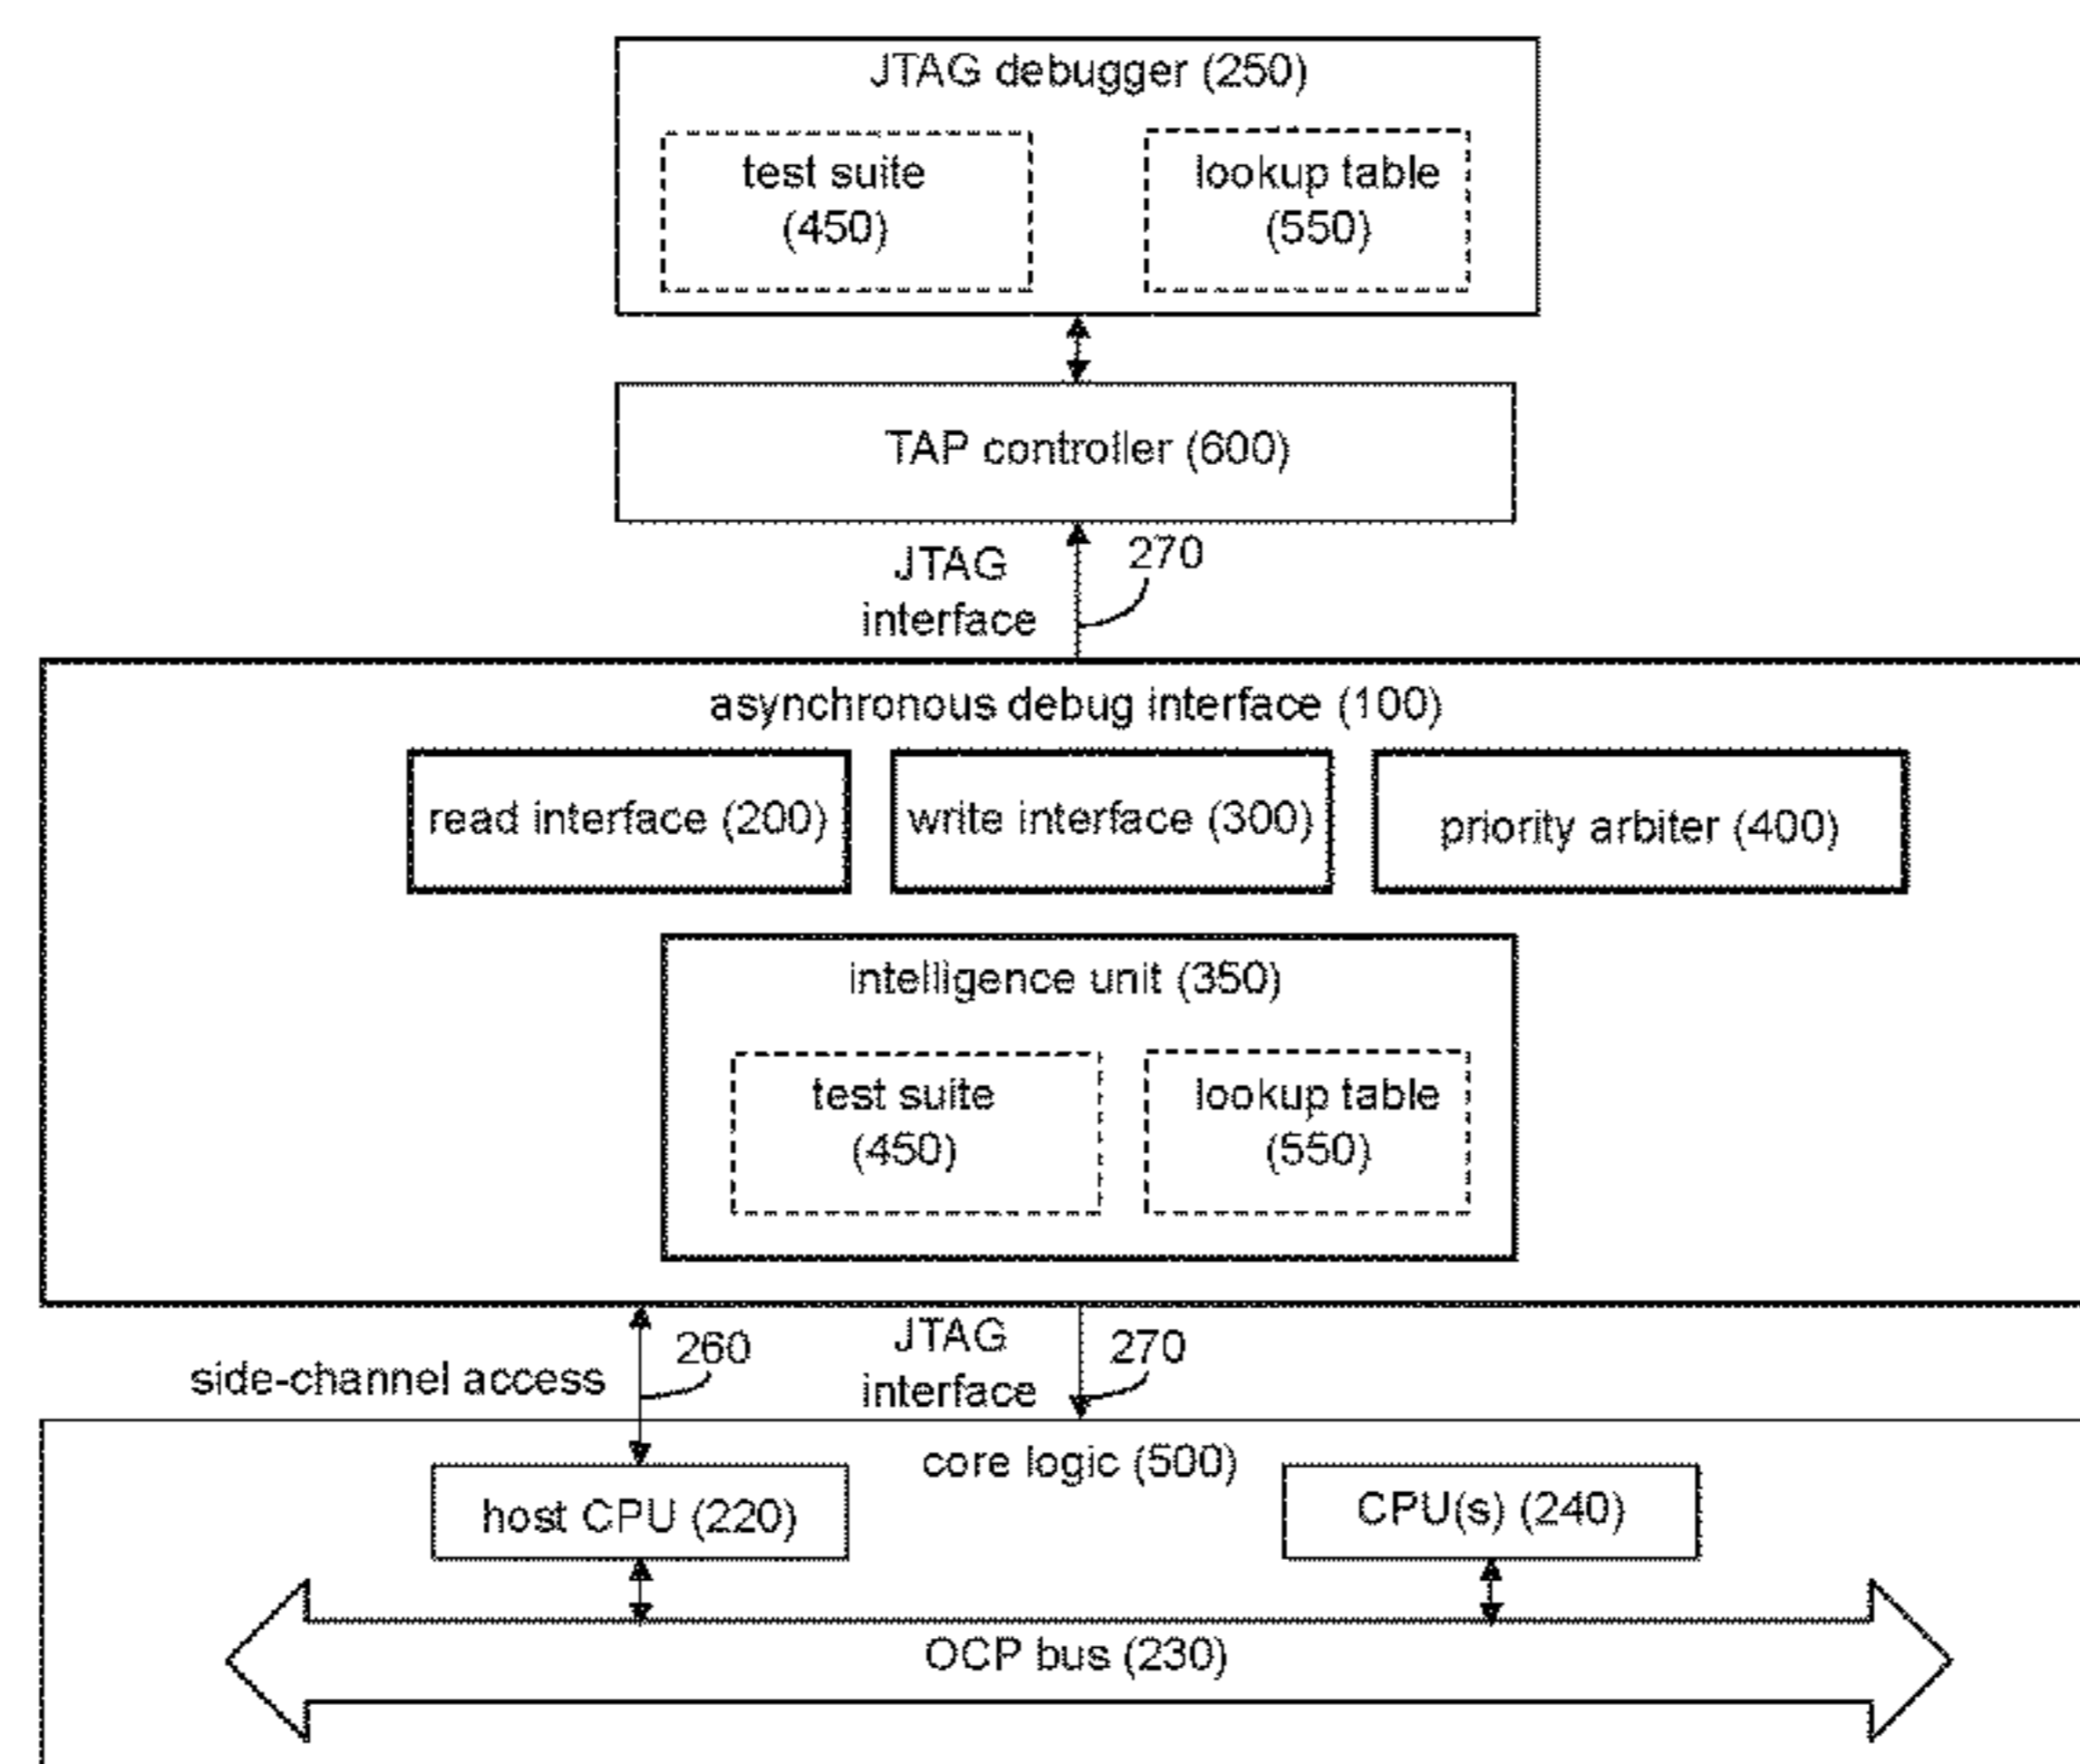 JTAG debugger (250)
test suite
(450)
lookup table
(550)
TAP controller (600)
JTAG
interface
270
asynchronous debug interface (100)
read interface (200)
write interface (300)
priority arbiter (400)
intelligence unit (350)
test suite
(450)
lookup table
(550)
side-channel access
260
JTAG
interface
270
core logic (500)
host CPU (220)
CPU(s) (240)
OCP bus (230)